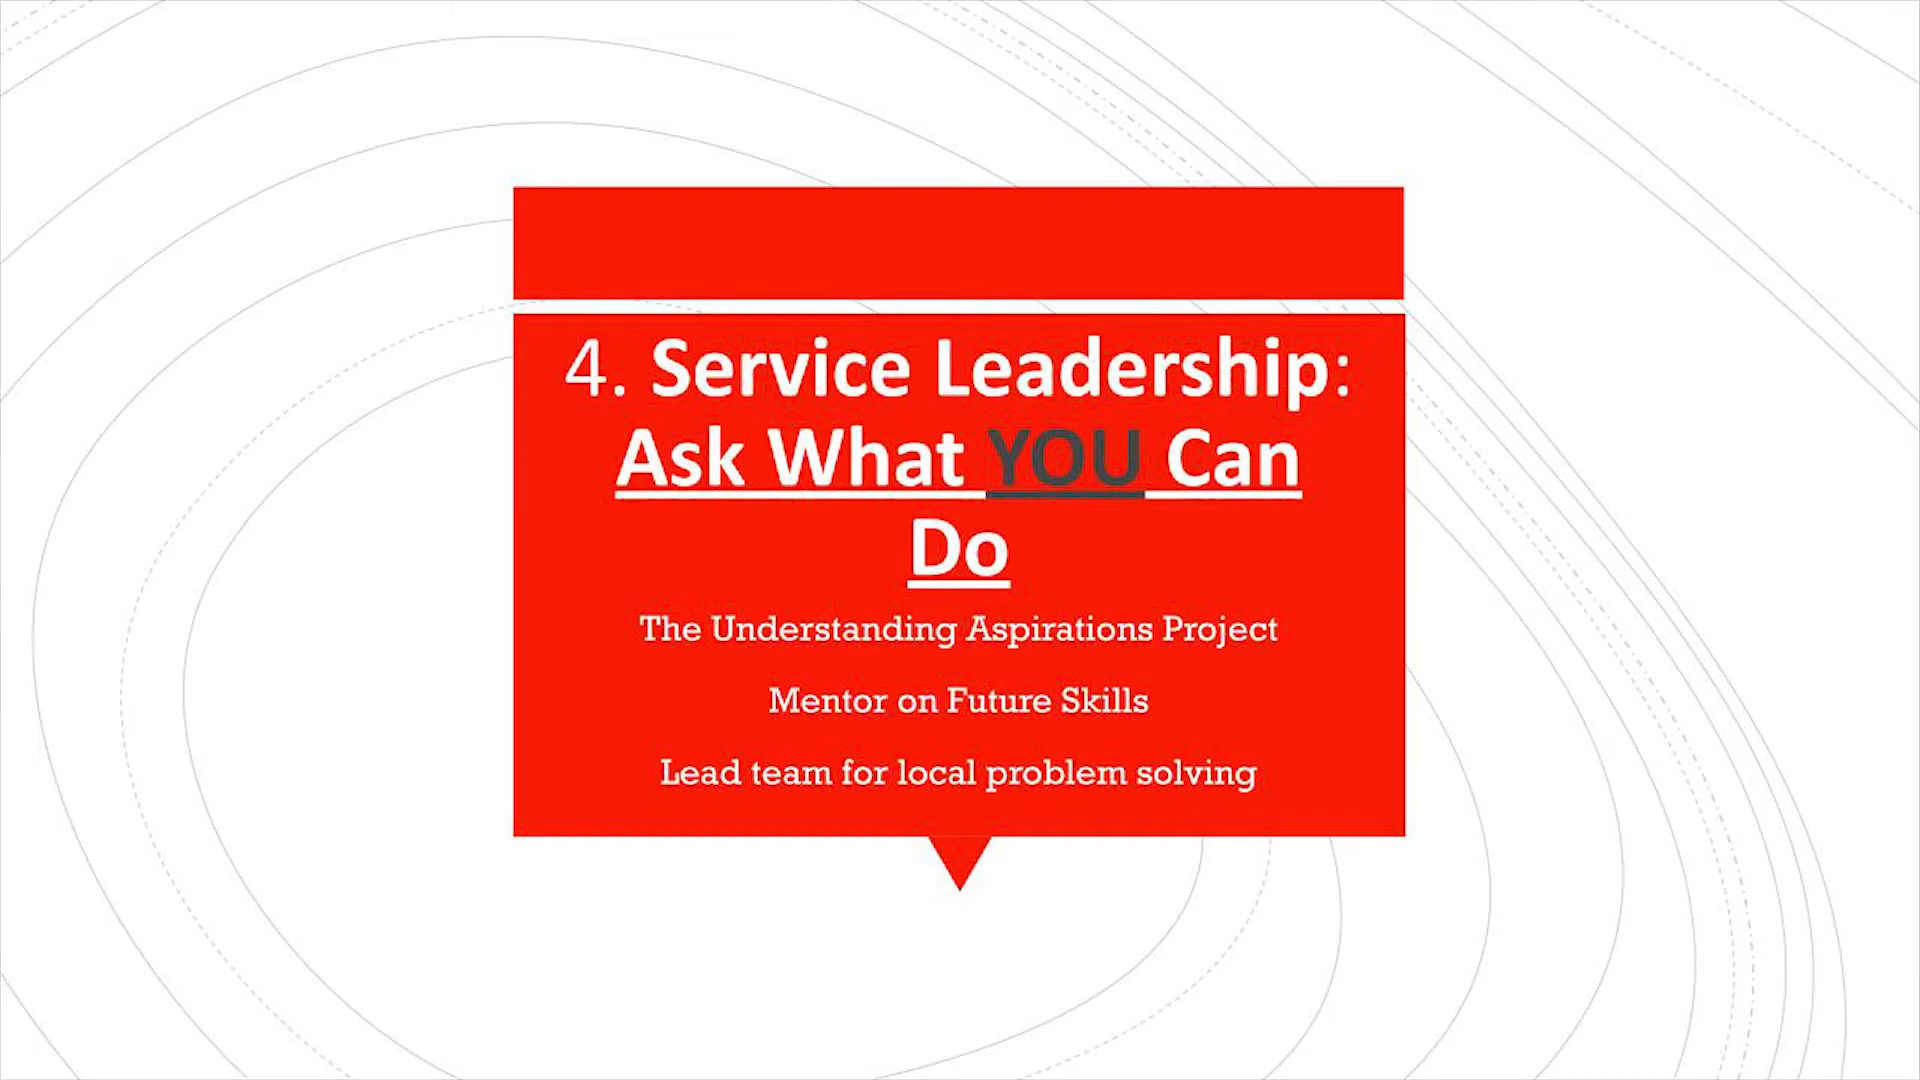 4. Service Leadership:
Ask What YOU Can
Do
The Understanding Aspirations Project
Mentor on Future Skills
Lead team for local problem solving